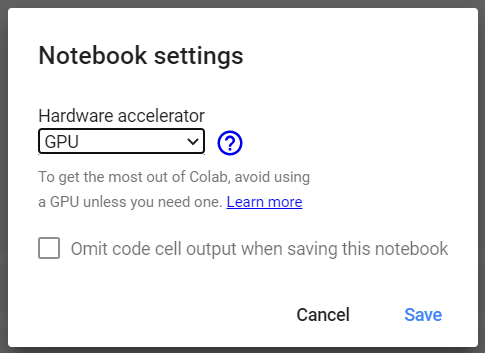 Notebook settings
Hardware accelerator
GPU
?
To get the most out of Colab, avoid using
a GPU unless you need one. Learn more
Omit code cell output when saving this notebook
Cancel Save